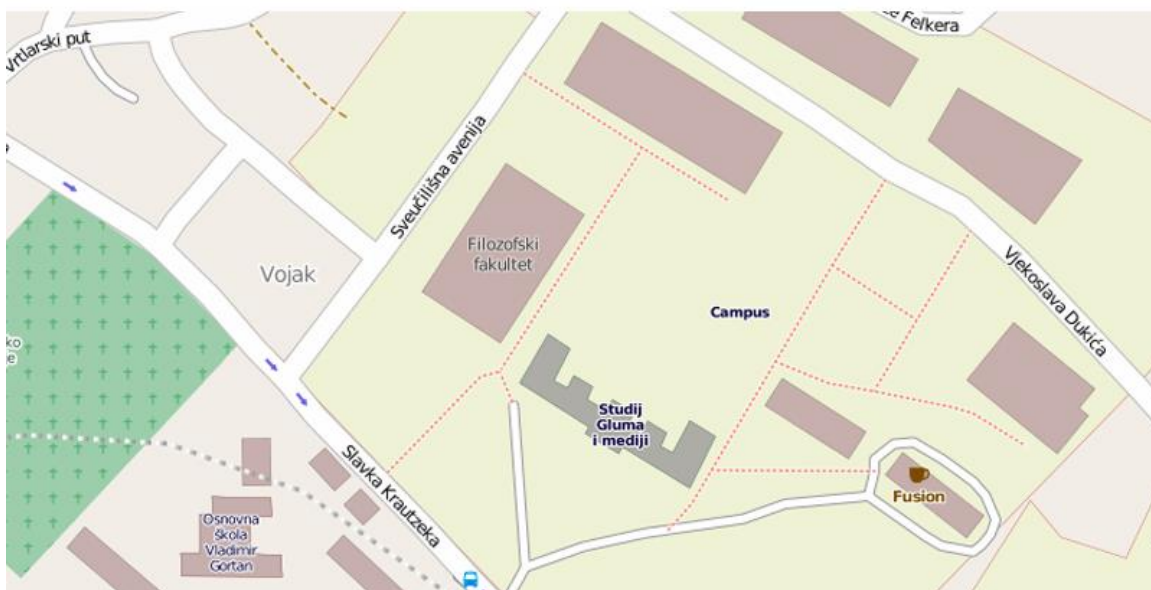 Vrtlarski put
Feľkera
Sveučilišna avenija
Filozofski
fakultet
Vojak
Campus
Vjekoslava Dukića
Studij
Gluma
i mediji
Slavka Krautzeka
Fusion
Osnovna
škola
Vladimir
Gortan